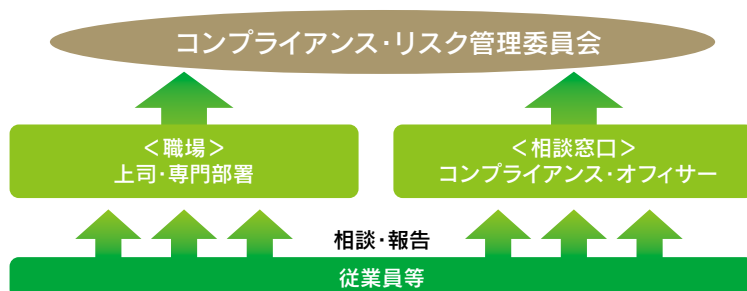 コンプライアンス・リスク管理委員会
＜職場＞
上司・専門部署
＜相談窓口＞
コンプライアンス・オフィサー
相談・報告
従業員等